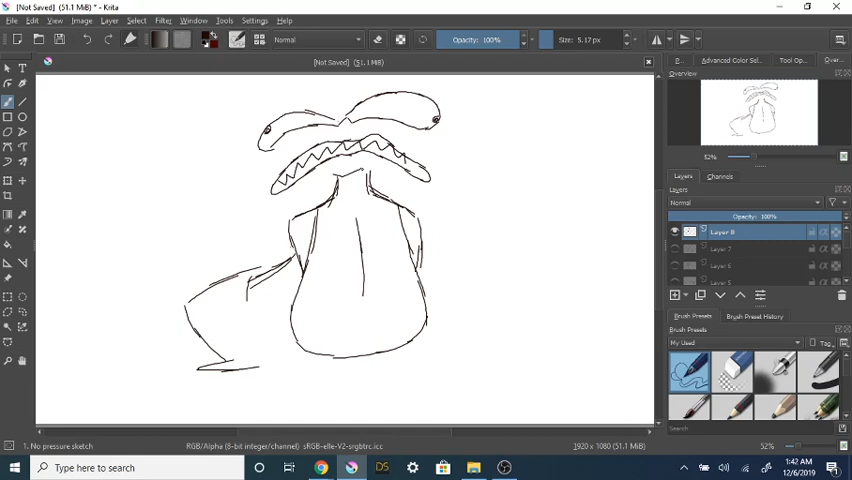 [Not Saved] (51.1 MiB) * - Krita
File Edit View Image Layer Select Filter Window Tools Settings Help
Normal
Opacity: 100%
Size: 5.17 px
[Not Saved] (51.1 MiB)
P...
Advanced Color Sel...
Tool Op...
Over...
Overview
52%
Layers
Channels
Layers
Normal
Opacity: 100%
Layer 8
Layer 7
Layer 6
Layer 5
Brush Presets
Brush Preset History
Brush Presets
My Used
Tag
Search
1. No pressure sketch
RGB/Alpha (8-bit integer/channel) sRGB-elle-V2-srgbtrc.icc
1920 x 1080 (51.1 MiB)
52%
Type here to search
DS
1:42 AM
12/6/2019